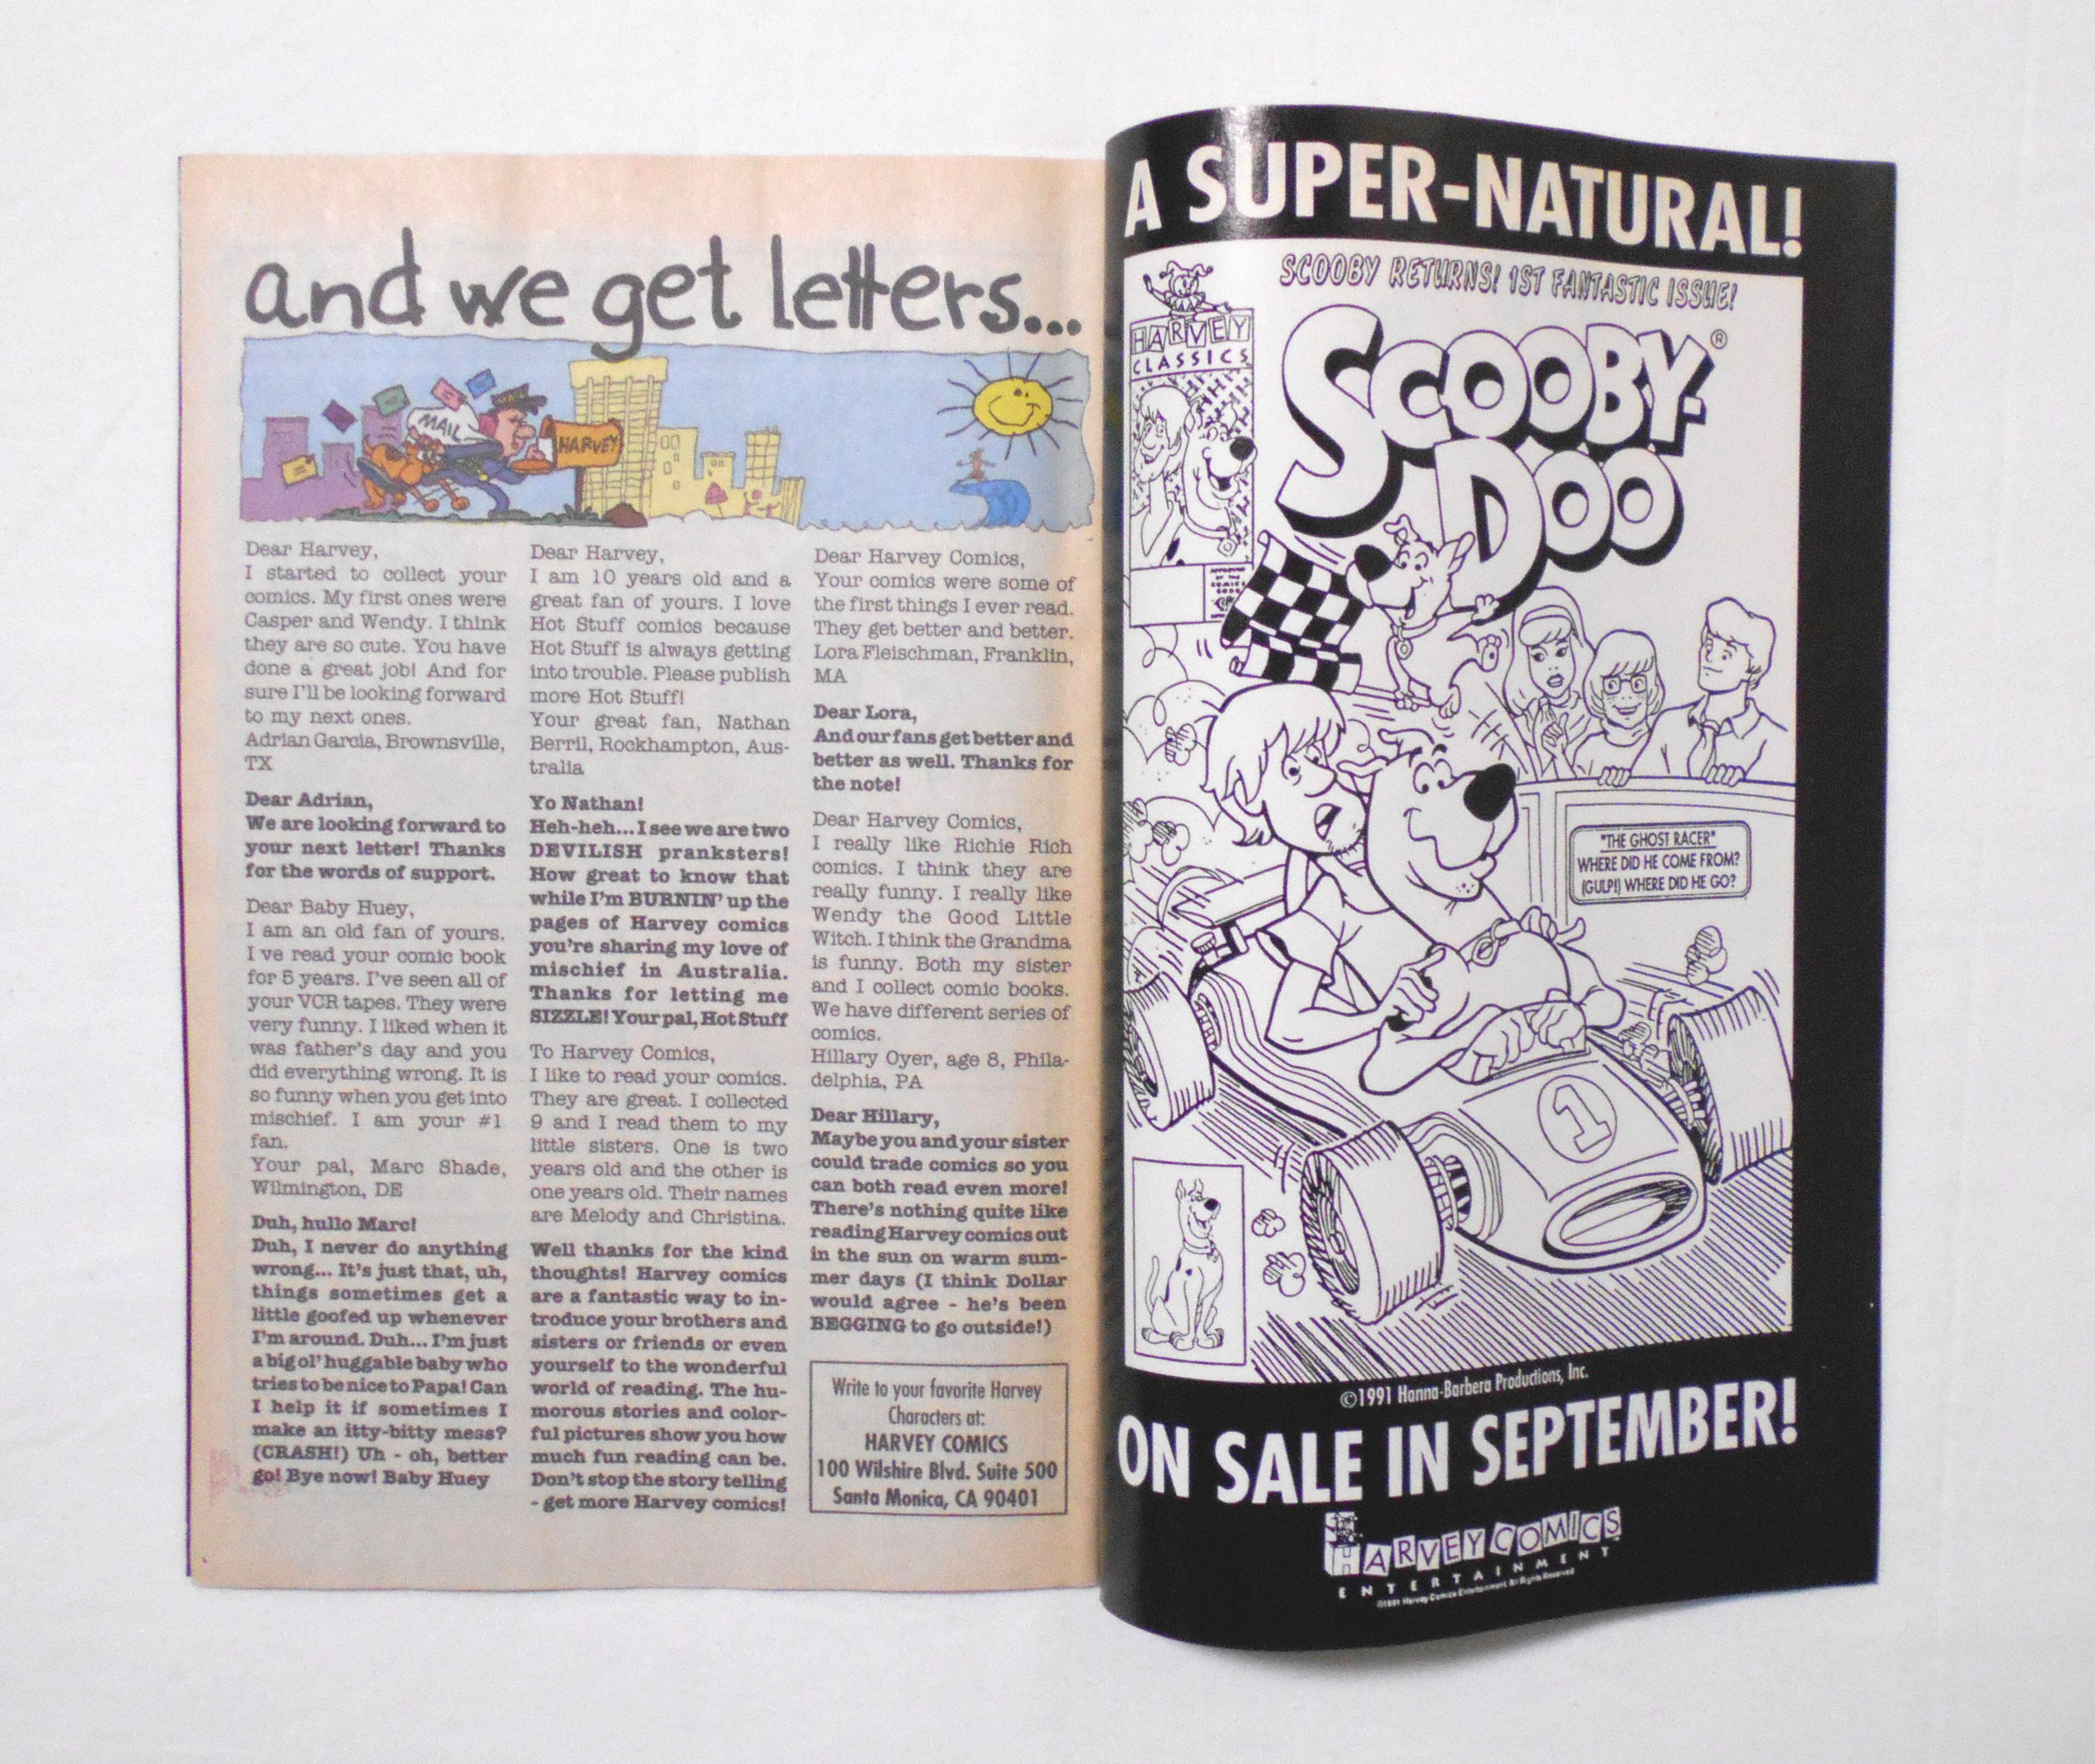 and we get letters...
MAIL
HARVEY
Dear Harvey,
I started to collect your
comics. My first ones were
Casper and Wendy. I think
they are so cute. You have
done a great job! And for
sure I'll be looking forward
to my next ones.
Adrian Garcia, Brownsville,
TX
Dear Adrian,
We are looking forward to
your next letter! Thanks
for the words of support.
Dear Baby Huey,
I am an old fan of yours.
I ve read your comic book
for 5 years. I've seen all of
your VCR tapes. They were
very funny. I liked when it
was father's day and you
did everything wrong. It is
so funny when you get into
mischief. I am your #1
fan.
Your pal, Marc Shade,
Wilmington, DE
Duh, hullo Marc!
Duh, I never do anything
wrong... It's just that, uh,
things sometimes get a
little goofed up whenever
I'm around. Duh... I'm just
a big ol' huggable baby who
tries to be nice to Papa! Can
I help it if sometimes I
make an itty-bitty mess?
(CRASH!) Uh - oh, better
go! Bye now! Baby Huey
Dear Harvey,
I am 10 years old and a
great fan of yours. I love
Hot Stuff comics because
Hot Stuff is always getting
into trouble. Please publish
more Hot Stuff!
Your great fan, Nathan
Berril, Rockhampton, Aus-
tralia
Yo Nathan!
Heh-heh... I see we are two
DEVILISH pranksters!
How great to know that
while I'm BURNIN' up the
pages of Harvey comics
you're sharing my love of
mischief in Australia.
Thanks for letting me
SIZZLE! Your pal, Hot Stuff
To Harvey Comics,
I like to read your comics.
They are great. I collected
9 and I read them to my
little sisters. One is two
years old and the other is
one years old. Their names
are Melody and Christina.
Well thanks for the kind
thoughts! Harvey comics
are a fantastic way to in-
troduce your brothers and
sisters or friends or even
yourself to the wonderful
world of reading. The hu-
morous stories and color-
ful pictures show you how
much fun reading can be.
Don't stop the story telling
- get more Harvey comics!
Dear Harvey Comics,
Your comics were some of
the first things I ever read.
They get better and better.
Lora Fleischman, Franklin,
MA
Dear Lora,
And our fans get better and
better as well. Thanks for
the note!
Dear Harvey Comics,
I really like Richie Rich
comics. I think they are
really funny. I really like
Wendy the Good Little
Witch. I think the Grandma
is funny. Both my sister
and I collect comic books.
We have different series of
comics.
Hillary Oyer, age 8, Phila-
delphia, PA
Dear Hillary,
Maybe you and your sister
could trade comics so you
can both read even more!
There's nothing quite like
reading Harvey comics out
in the sun on warm sum-
mer days (I think Dollar
would agree - he's been
BEGGING to go outside!)
Write to your favorite Harvey
Characters at:
HARVEY COMICS
100 Wilshire Blvd. Suite 500
Santa Monica, CA 90401
A SUPER-NATURAL!
SCOOBY RETURNS! 1ST FANTASTIC ISSUE!
HARVEY
CLASSICS
SCOOBY-
DOO®
APPROVED
BY THE
COMICS
CODE
"THE GHOST RACER"
WHERE DID HE COME FROM?
(GULP!) WHERE DID HE GO?
1
©1991 Hanna-Barbera Productions, Inc.
ON SALE IN SEPTEMBER!
HARVEY COMICS
ENTERTAINMENT™
©1991 Harvey Comics Entertainment. All Rights Reserved